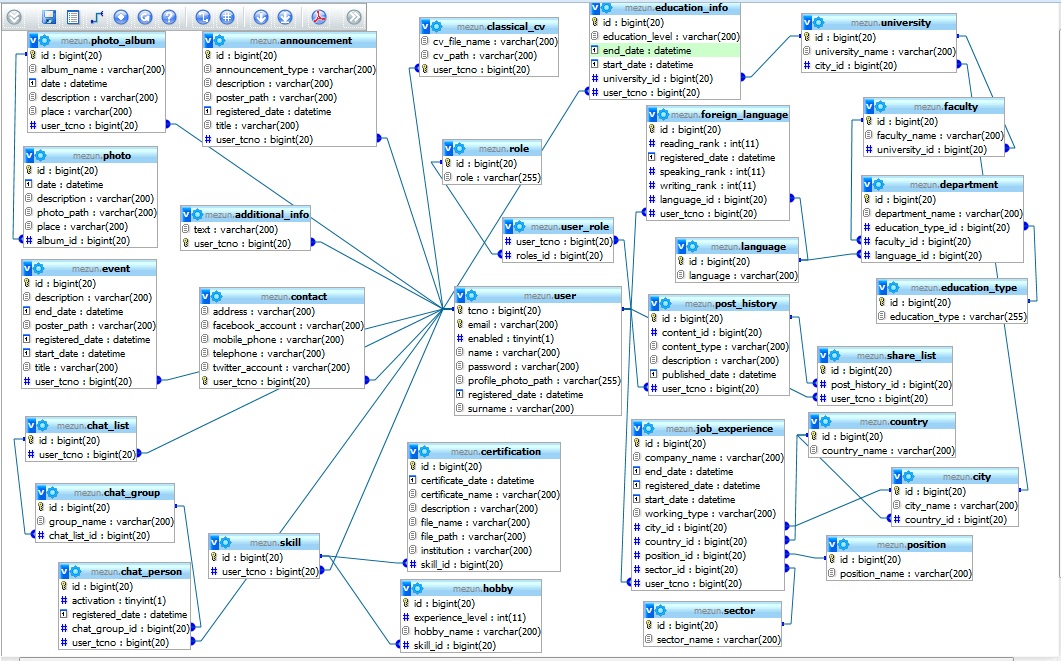 mezun.photo_album
id : bigint(20)
album_name : varchar(200)
date : datetime
description : varchar(200)
place : varchar(200)
user_tcno : bigint(20)
mezun.announcement
id : bigint(20)
announcement_type : varchar(200)
description : varchar(200)
poster_path : varchar(200)
registered_date : datetime
title : varchar(200)
user_tcno : bigint(20)
mezun.classical_cv
cv_file_name : varchar(200)
cv_path : varchar(200)
user_tcno : bigint(20)
mezun.education_info
id : bigint(20)
education_level : varchar(200)
end_date : datetime
start_date : datetime
university_id : bigint(20)
user_tcno : bigint(20)
mezun.university
id : bigint(20)
university_name : varchar(200)
city_id : bigint(20)
mezun.photo
id : bigint(20)
date : datetime
description : varchar(200)
photo_path : varchar(200)
place : varchar(200)
album_id : bigint(20)
mezun.additional_info
text : varchar(200)
user_tcno : bigint(20)
mezun.role
id : bigint(20)
role : varchar(255)
mezun.user_role
user_tcno : bigint(20)
roles_id : bigint(20)
mezun.foreign_language
id : bigint(20)
reading_rank : int(11)
registered_date : datetime
speaking_rank : int(11)
writing_rank : int(11)
language_id : bigint(20)
user_tcno : bigint(20)
mezun.faculty
id : bigint(20)
faculty_name : varchar(200)
university_id : bigint(20)
mezun.department
id : bigint(20)
department_name : varchar(200)
education_type_id : bigint(20)
faculty_id : bigint(20)
language_id : bigint(20)
mezun.language
id : bigint(20)
language : varchar(200)
mezun.education_type
id : bigint(20)
education_type : varchar(255)
mezun.event
id : bigint(20)
description : varchar(200)
end_date : datetime
poster_path : varchar(200)
registered_date : datetime
start_date : datetime
title : varchar(200)
user_tcno : bigint(20)
mezun.contact
address : varchar(200)
facebook_account : varchar(200)
mobile_phone : varchar(200)
telephone : varchar(200)
twitter_account : varchar(200)
user_tcno : bigint(20)
mezun.user
tcno : bigint(20)
email : varchar(200)
enabled : tinyint(1)
name : varchar(200)
password : varchar(200)
profile_photo_path : varchar(255)
registered_date : datetime
surname : varchar(200)
mezun.post_history
id : bigint(20)
content_id : bigint(20)
content_type : varchar(200)
description : varchar(200)
published_date : datetime
user_tcno : bigint(20)
mezun.share_list
id : bigint(20)
post_history_id : bigint(20)
user_tcno : bigint(20)
mezun.chat_list
id : bigint(20)
user_tcno : bigint(20)
mezun.chat_group
id : bigint(20)
group_name : varchar(200)
chat_list_id : bigint(20)
mezun.chat_person
id : bigint(20)
activation : tinyint(1)
registered_date : datetime
chat_group_id : bigint(20)
user_tcno : bigint(20)
mezun.skill
id : bigint(20)
user_tcno : bigint(20)
mezun.certification
id : bigint(20)
certificate_date : datetime
certificate_name : varchar(200)
description : varchar(200)
file_name : varchar(200)
file_path : varchar(200)
institution : varchar(200)
skill_id : bigint(20)
mezun.hobby
id : bigint(20)
experience_level : int(11)
hobby_name : varchar(200)
skill_id : bigint(20)
mezun.job_experience
id : bigint(20)
company_name : varchar(200)
end_date : datetime
registered_date : datetime
start_date : datetime
working_type : varchar(200)
city_id : bigint(20)
country_id : bigint(20)
position_id : bigint(20)
sector_id : bigint(20)
user_tcno : bigint(20)
mezun.country
id : bigint(20)
country_name : varchar(200)
mezun.city
id : bigint(20)
city_name : varchar(200)
country_id : bigint(20)
mezun.position
id : bigint(20)
position_name : varchar(200)
mezun.sector
id : bigint(20)
sector_name : varchar(200)